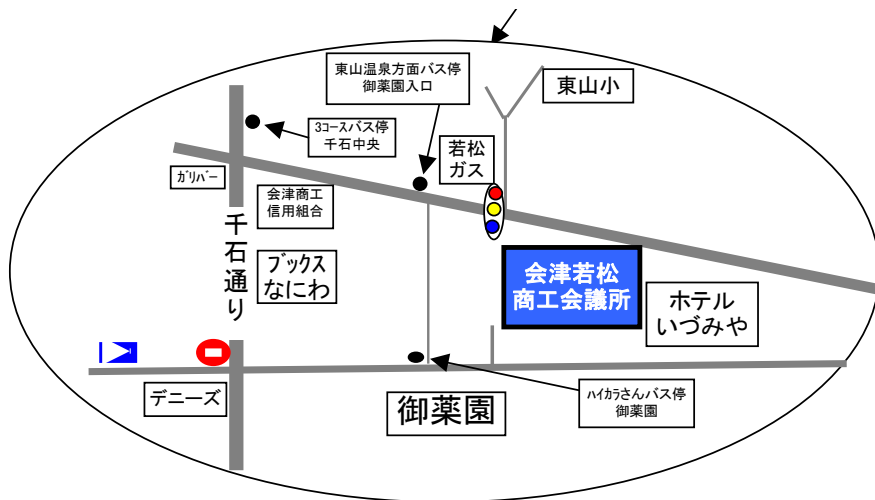 東山温泉方面バス停
御薬園入口
東山小
3ｺｰｽバス停
千石中央
若松
ガス
ｶﾞﾘﾊﾞｰ
会津商工
信用組合
千石通り
ﾌﾞｯｸｽ
なにわ
会津若松
商工会議所
ホテル
いづみや
デニーズ
御薬園
ﾊｲｶﾗさんバス停
御薬園